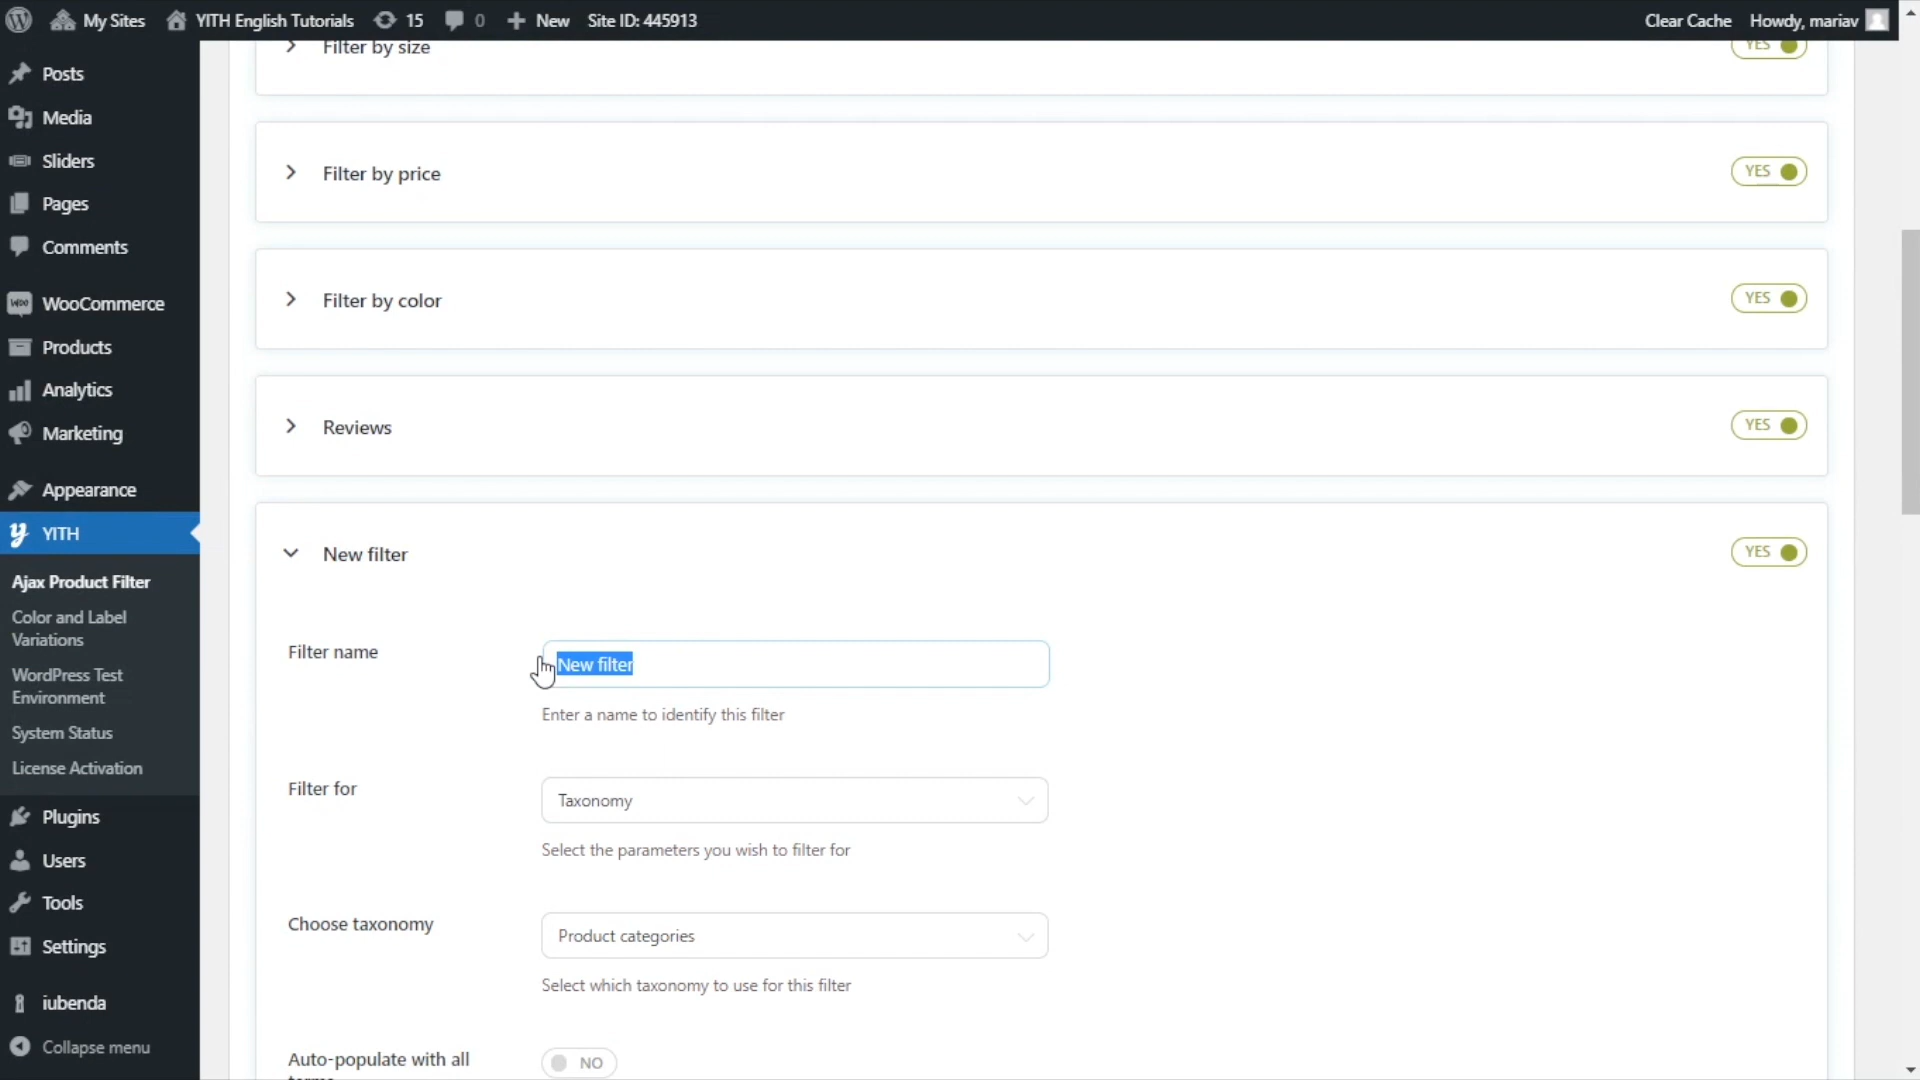 My Sites YITH English Tutorials 15 0 New Site ID: 445913 Clear Cache Howdy, mariav
Posts
Media
Sliders
Pages
Comments
WooCommerce
Products
Analytics
Marketing
Appearance
YITH
Ajax Product Filter
Color and Label
Variations
WordPress Test
Environment
System Status
License Activation
Plugins
Users
Tools
Settings
iubenda
Collapse menu
Filter by size YES
Filter by price YES
Filter by color YES
Reviews YES
New filter YES
Filter name New filter
Enter a name to identify this filter
Filter for Taxonomy
Select the parameters you wish to filter for
Choose taxonomy Product categories
Select which taxonomy to use for this filter
Auto-populate with all NO